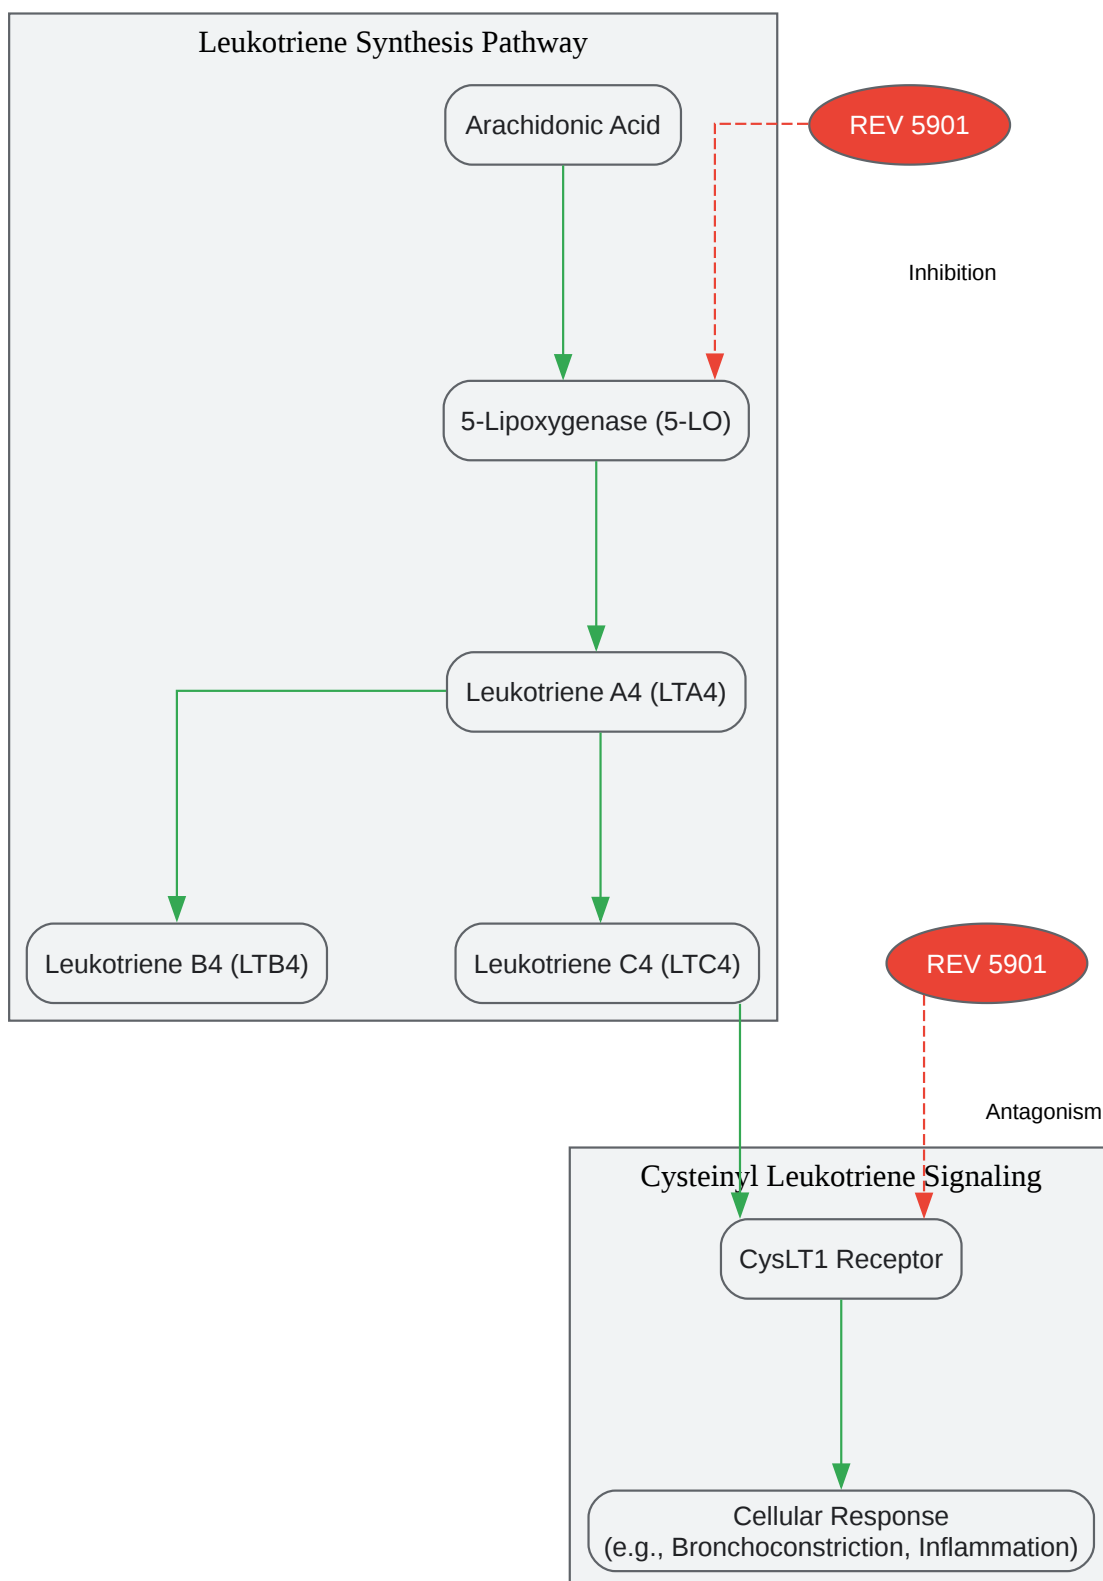 Leukotriene Synthesis Pathway
Arachidonic Acid
REV 5901
Inhibition
5-Lipoxygenase (5-LO)
Leukotriene A4 (LTA4)
Leukotriene B4 (LTB4)
Leukotriene C4 (LTC4)
REV 5901
Antagonism
Cysteinyl Leukotriene Signaling
CysLT1 Receptor
Cellular Response
(e.g., Bronchoconstriction, Inflammation)